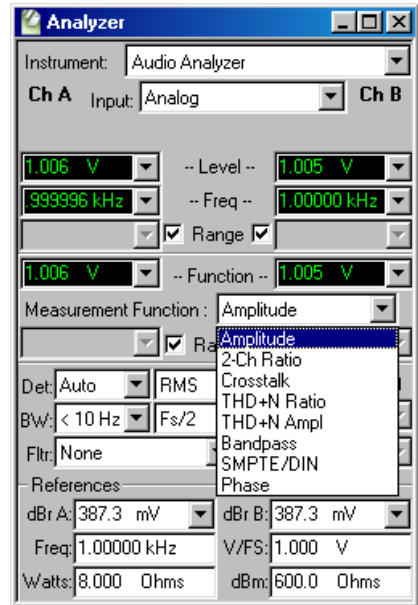 Analyzer
Instrument: Audio Analyzer
Ch A Input: Analog Ch B
1.006 V -- Level -- 1.005 V
.999996 kHz -- Freq -- 1.00000 kHz
Range
1.006 V -- Function -- 1.005 V
Measurement Function : Amplitude
Ra
Amplitude
2-Ch Ratio
Crosstalk
THD+N Ratio
THD+N Ampl
Bandpass
SMPTE/DIN
Phase
Det: Auto RMS
BW: < 10 Hz Fs/2
Fltr: None
References
dBr A: 387.3 mV dBr B: 387.3 mV
Freq: 1.00000 kHz V/FS: 1.000 V
Watts: 8.000 Ohms dBm: 600.0 Ohms